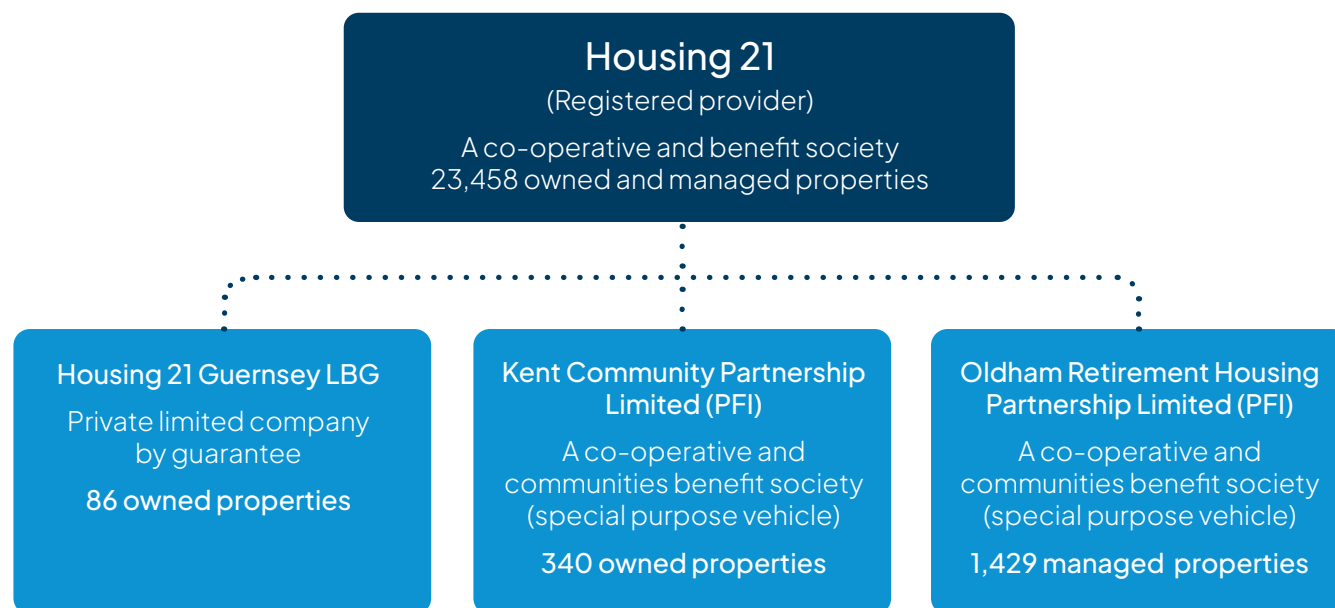 Housing 21
(Registered provider)
A co-operative and benefit society
23,458 owned and managed properties
Housing 21 Guernsey LBG
Private limited company
by guarantee
86 owned properties
Kent Community Partnership
Limited (PFI)
A co-operative and
communities benefit society
(special purpose vehicle)
340 owned properties
Oldham Retirement Housing
Partnership Limited (PFI)
A co-operative and
communities benefit society
(special purpose vehicle)
1,429 managed properties